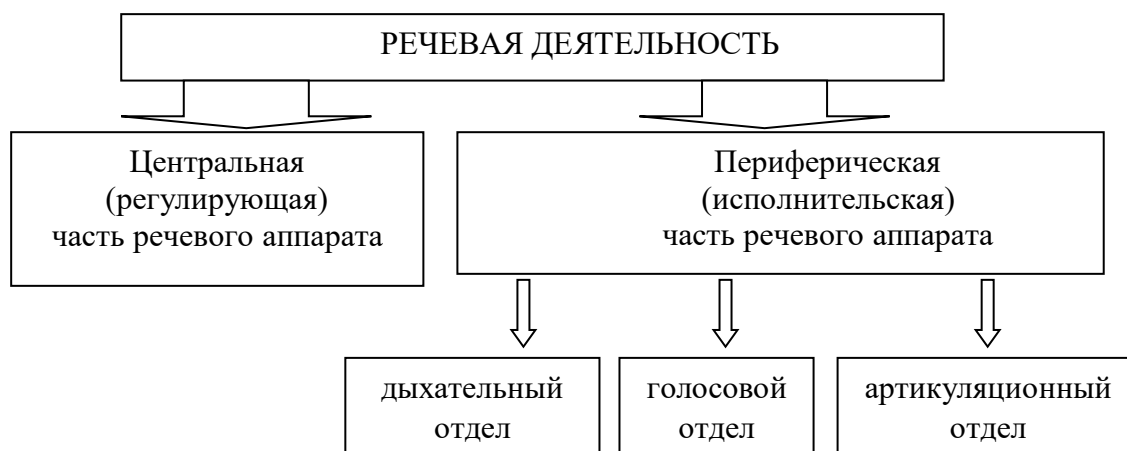 РЕЧЕВАЯ ДЕЯТЕЛЬНОСТЬ
Центральная
(регулирующая)
часть речевого аппарата
Периферическая
(исполнительская)
часть речевого аппарата
дыхательный
отдел
голосовой
отдел
артикуляционный
отдел